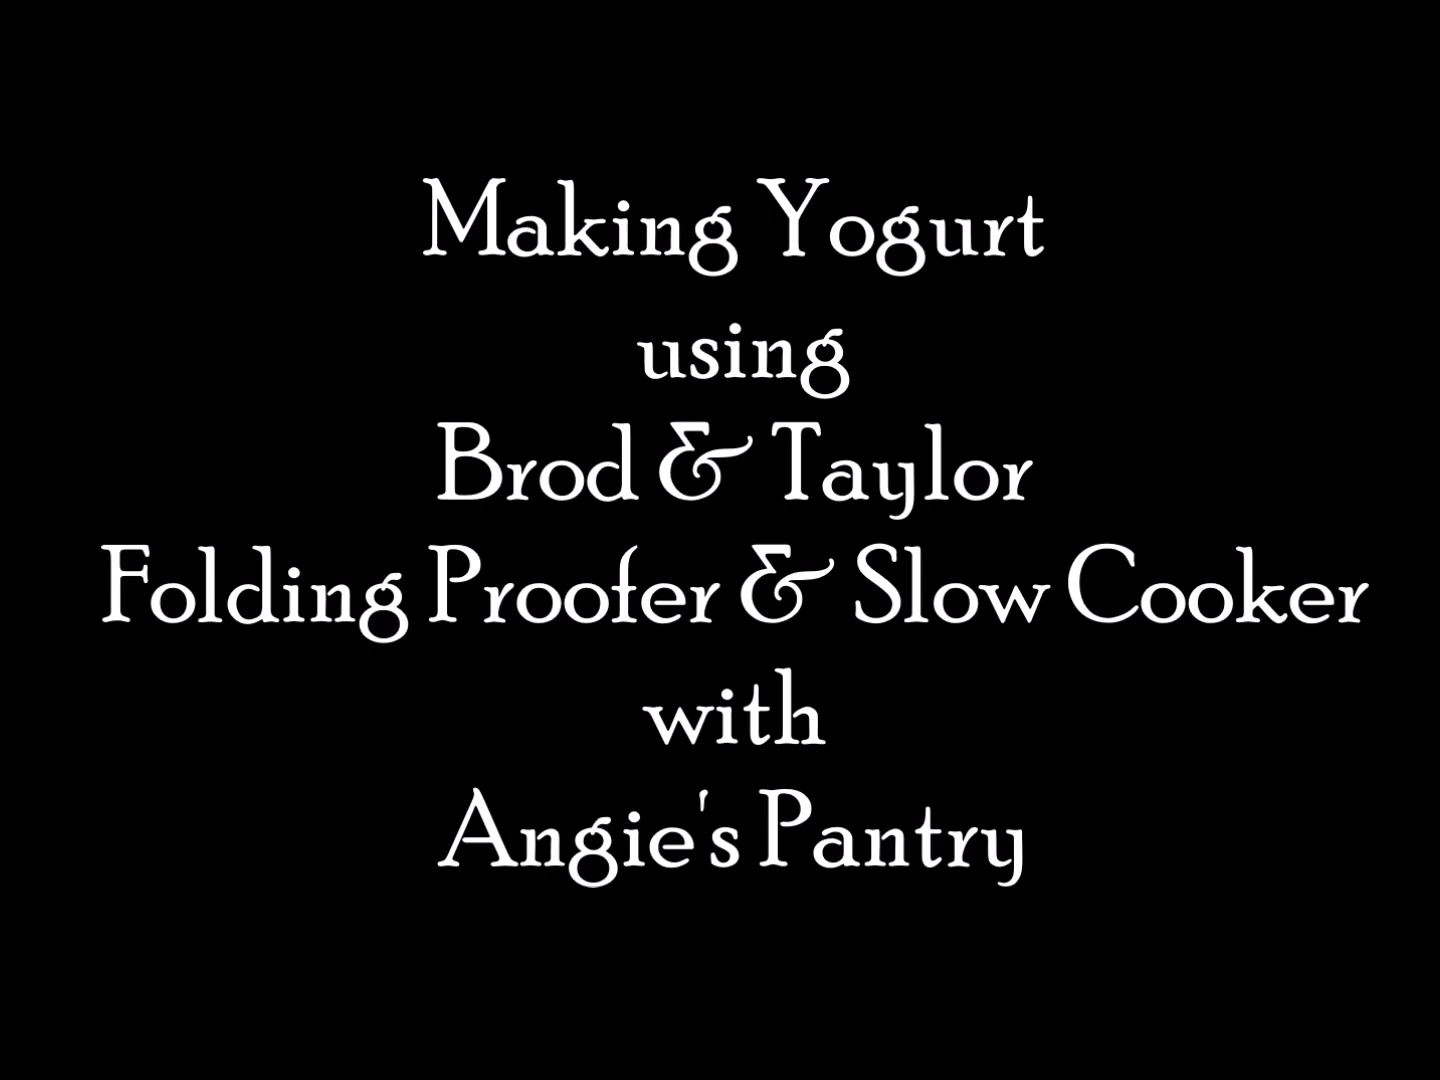 Making Yogurt
using
Brod & Taylor
Folding Proofer & Slow Cooker
with
Angie's Pantry